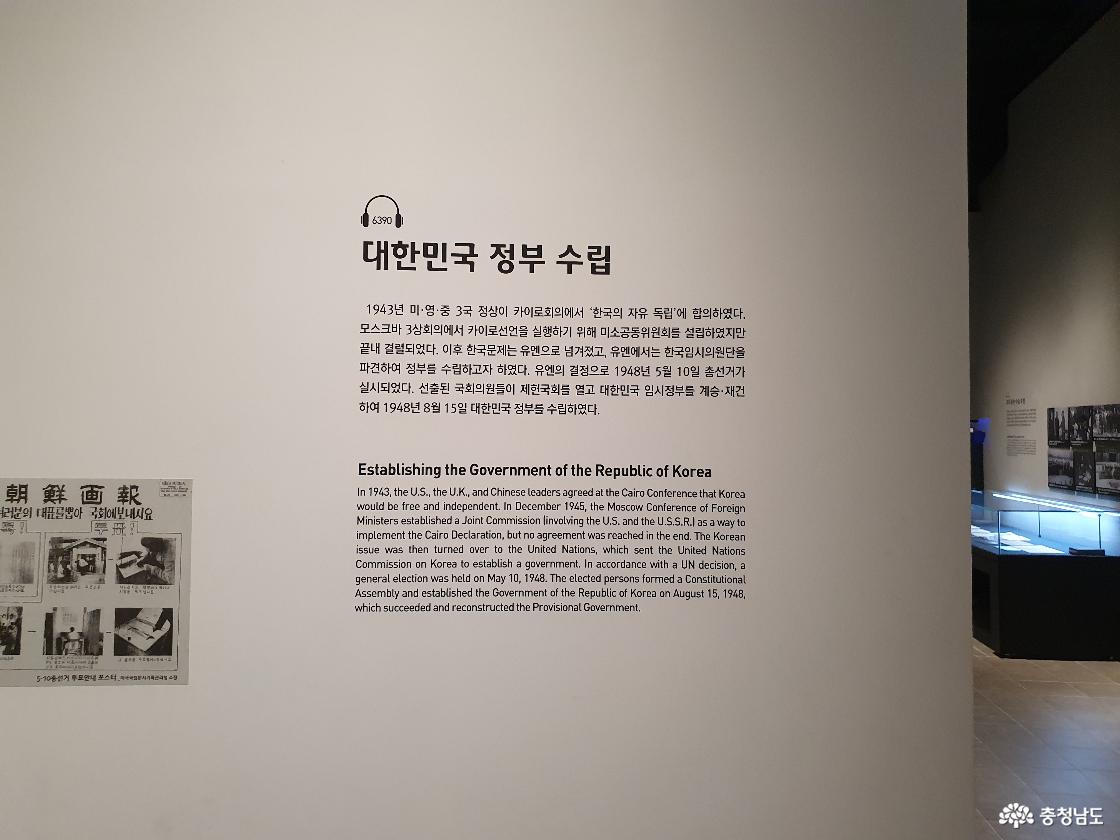 6390
대한민국 정부 수립
1943년 미·영·중 3국 정상이 카이로회의에서 '한국의 자유 독립'에 합의하였다.
모스크바 3상회의에서 카이로선언을 실행하기 위해 미소공동위원회를 설립하였지만
끝내 결렬되었다. 이후 한국문제는 유엔으로 넘겨졌고, 유엔에서는 한국임시위원단을
파견하여 정부를 수립하고자 하였다. 유엔의 결정으로 1948년 5월 10일 총선거가
실시되었다. 선출된 국회의원들이 제헌국회를 열고 대한민국 임시정부를 계승·재건
하여 1948년 8월 15일 대한민국 정부를 수립하였다.
Establishing the Government of the Republic of Korea
In 1943, the U.S., the U.K., and Chinese leaders agreed at the Cairo Conference that Korea
would be free and independent. In December 1945, the Moscow Conference of Foreign
Ministers established a Joint Commission (involving the U.S. and the U.S.S.R.) as a way to
implement the Cairo Declaration, but no agreement was reached in the end. The Korean
issue was then turned over to the United Nations, which sent the United Nations
Commission on Korea to establish a government. In accordance with a UN decision, a
general election was held on May 10, 1948. The elected persons formed a Constitutional
Assembly and established the Government of the Republic of Korea on August 15, 1948,
which succeeded and reconstructed the Provisional Government.
朝鮮画報
대표를뽑아 국회에보내시요
투표
5·10총선거 투표안내 포스터
충청남도